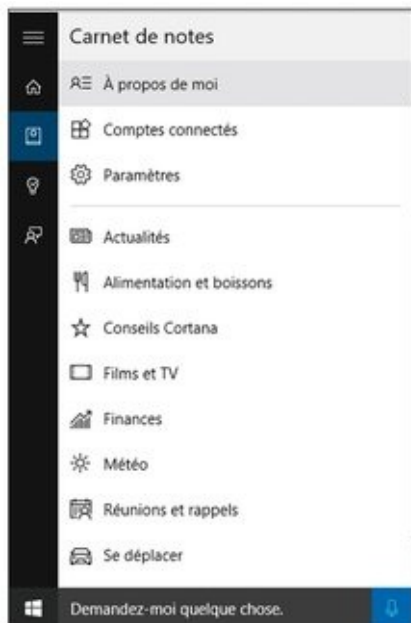 Carnet de notes
À propos de moi
Comptes connectés
Paramètres
Actualités
Alimentation et boissons
Conseils Cortana
Films et TV
Finances
Météo
Réunions et rappels
Se déplacer
Demandez-moi quelque chose.